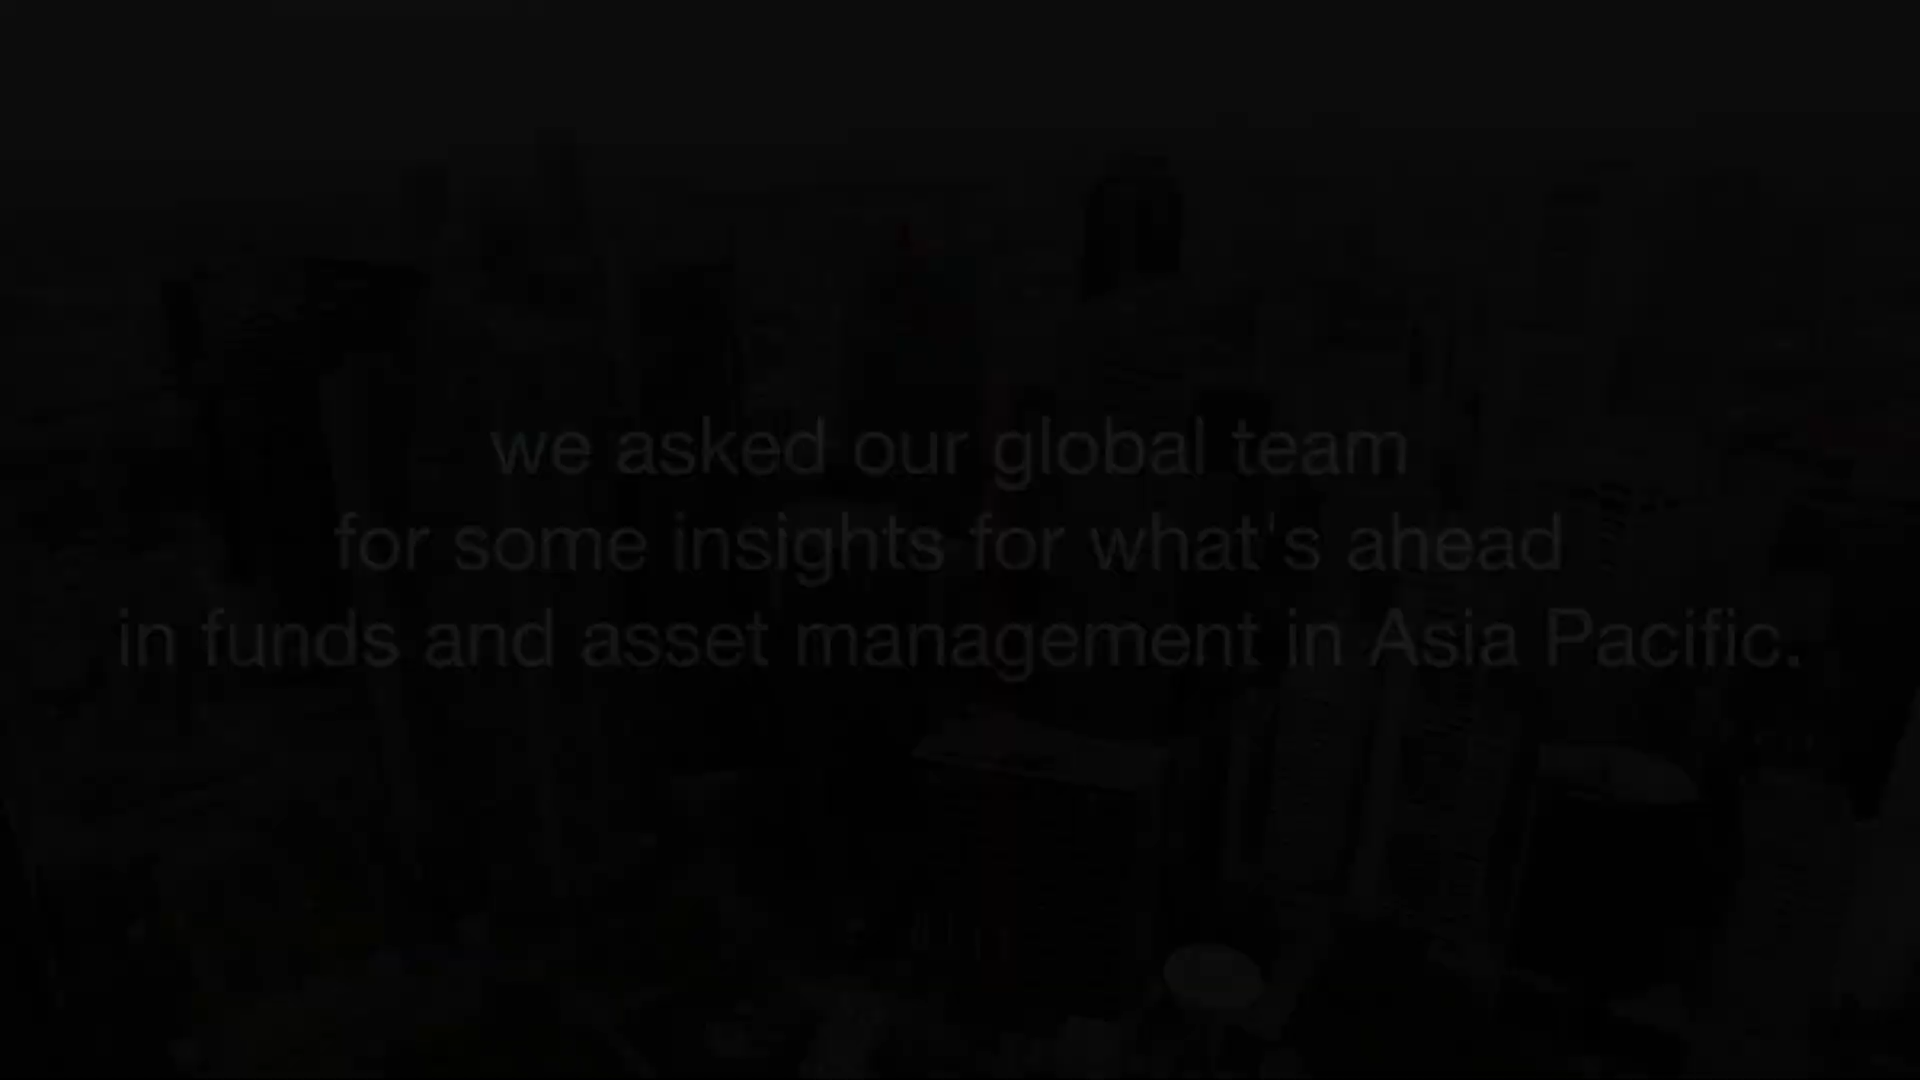 we asked our global team
for some insights for what's ahead
in funds and asset management in Asia Pacific.